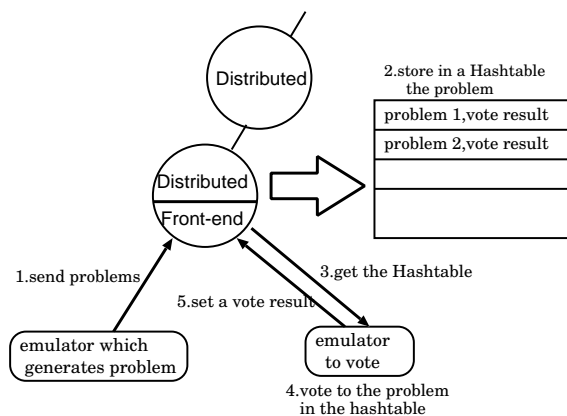 Distributed
2.store in a Hashtable
the problem
problem 1,vote result
problem 2,vote result
Distributed
Front-end
1.send problems
3.get the Hashtable
5.set a vote result
emulator which
generates problem
emulator
to vote
4.vote to the problem
in the hashtable